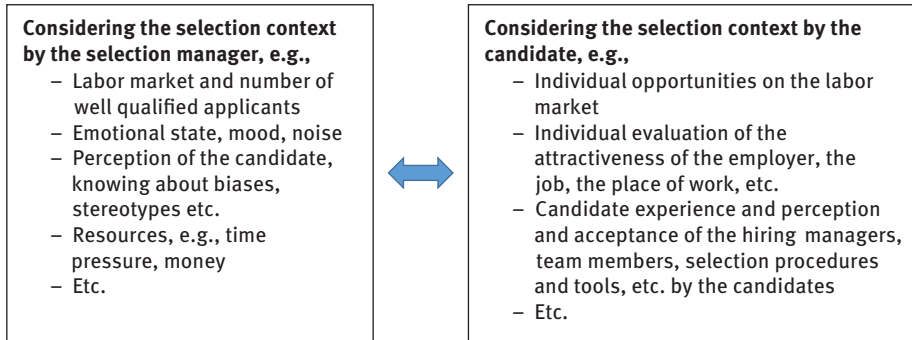 Considering the selection context
by the selection manager, e.g.,
– Labor market and number of
well qualified applicants
– Emotional state, mood, noise
– Perception of the candidate,
knowing about biases,
stereotypes etc.
– Resources, e.g., time
pressure, money
– Etc.
Considering the selection context by the
candidate, e.g.,
– Individual opportunities on the labor
market
– Individual evaluation of the
attractiveness of the employer, the
job, the place of work, etc.
– Candidate experience and perception
and acceptance of the hiring managers,
team members, selection procedures
and tools, etc. by the candidates
– Etc.